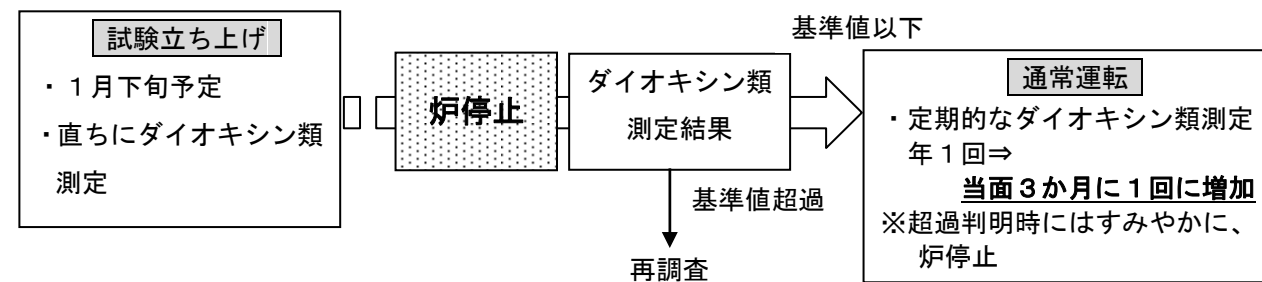 試験立ち上げ
・１月下旬予定
・直ちにダイオキシン類
測定
炉停止
ダイオキシン類
測定結果
基準値以下
基準値超過
再調査
通常運転
・定期的なダイオキシン類測定
年１回⇒
当面３か月に１回に増加
※超過判明時にはすみやかに、
炉停止